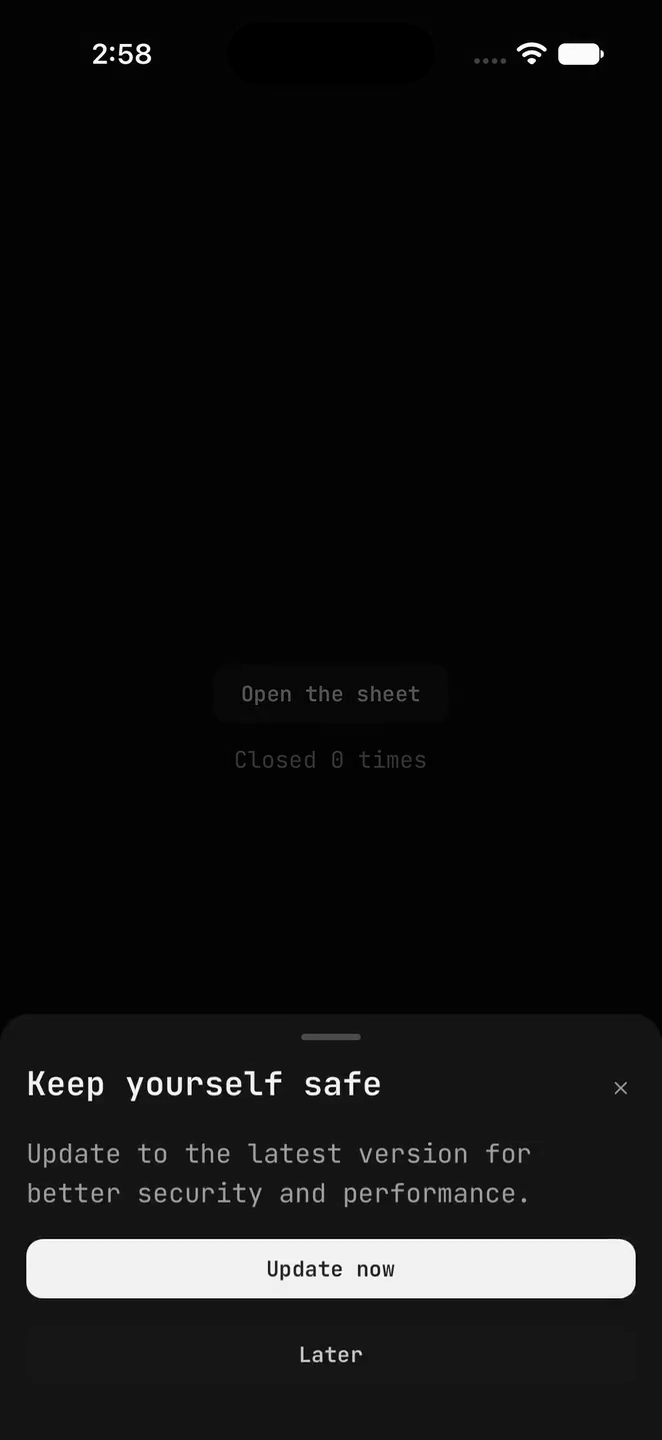 2:58
Open the sheet
Closed 0 times
Keep yourself safe
Update to the latest version for
better security and performance.
Update now
Later